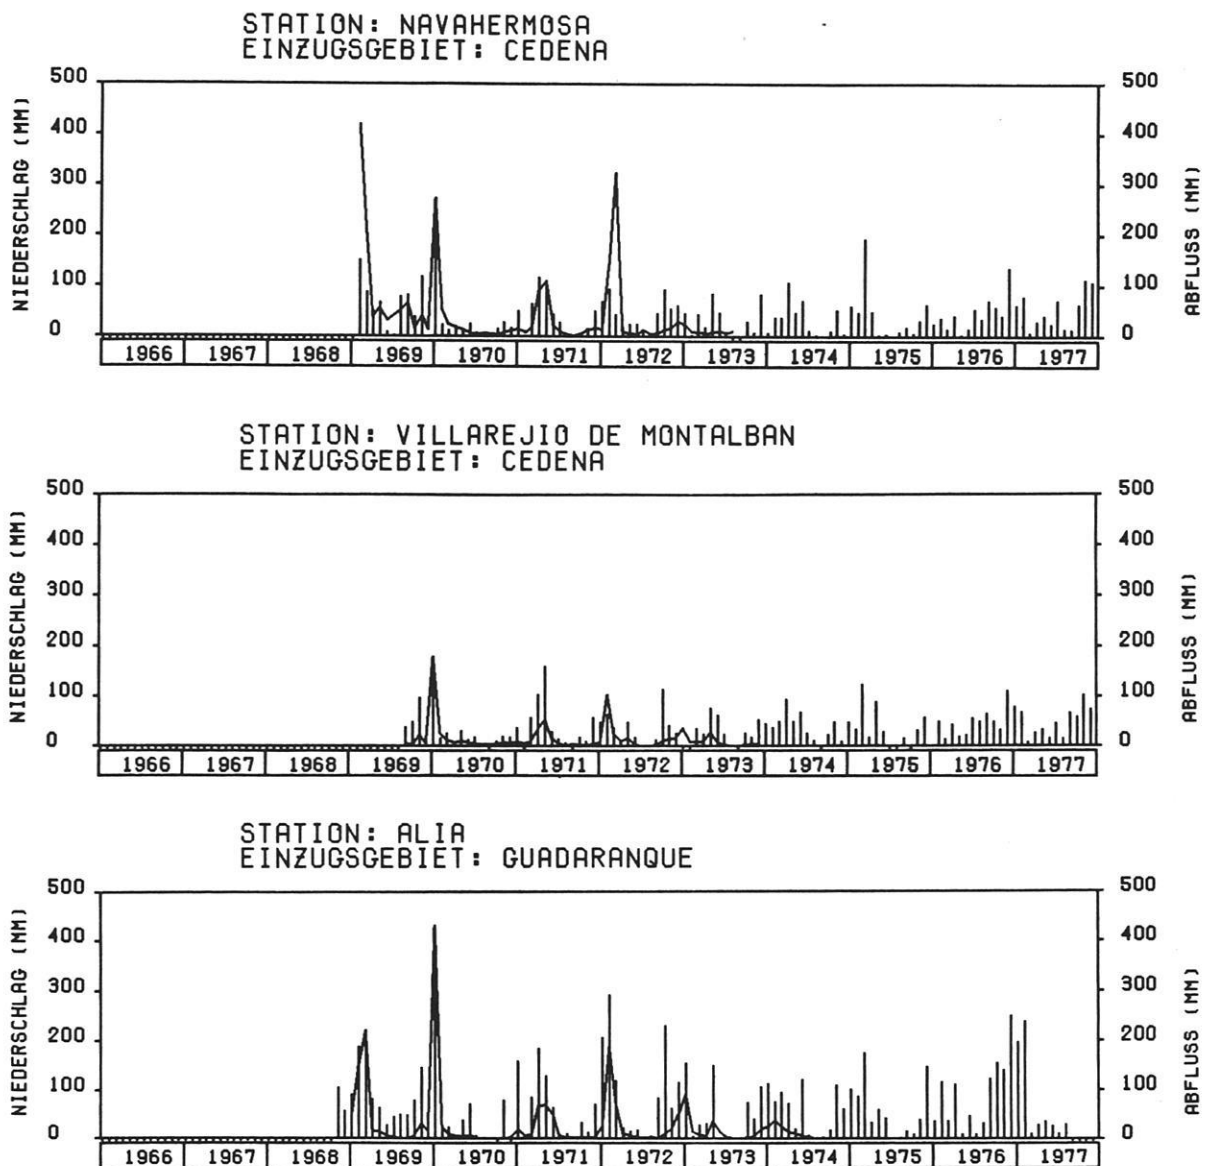 STATION: NAVAHERMOSA
EINZUGSGEBIET: CEDENA
500 500
400 400
300 300
200 200
100 100
0 0
NIEDERSCHLAG (MM)
ABFLUSS (MM)
1966 1967 1968 1969 1970 1971 1972 1973 1974 1975 1976 1977
STATION: VILLAREJIO DE MONTALBAN
EINZUGSGEBIET: CEDENA
500 500
400 400
300 300
200 200
100 100
0 0
NIEDERSCHLAG (MM)
ABFLUSS (MM)
1966 1967 1968 1969 1970 1971 1972 1973 1974 1975 1976 1977
STATION: ALIA
EINZUGSGEBIET: GUADARANQUE
500 500
400 400
300 300
200 200
100 100
0 0
NIEDERSCHLAG (MM)
ABFLUSS (MM)
1966 1967 1968 1969 1970 1971 1972 1973 1974 1975 1976 1977